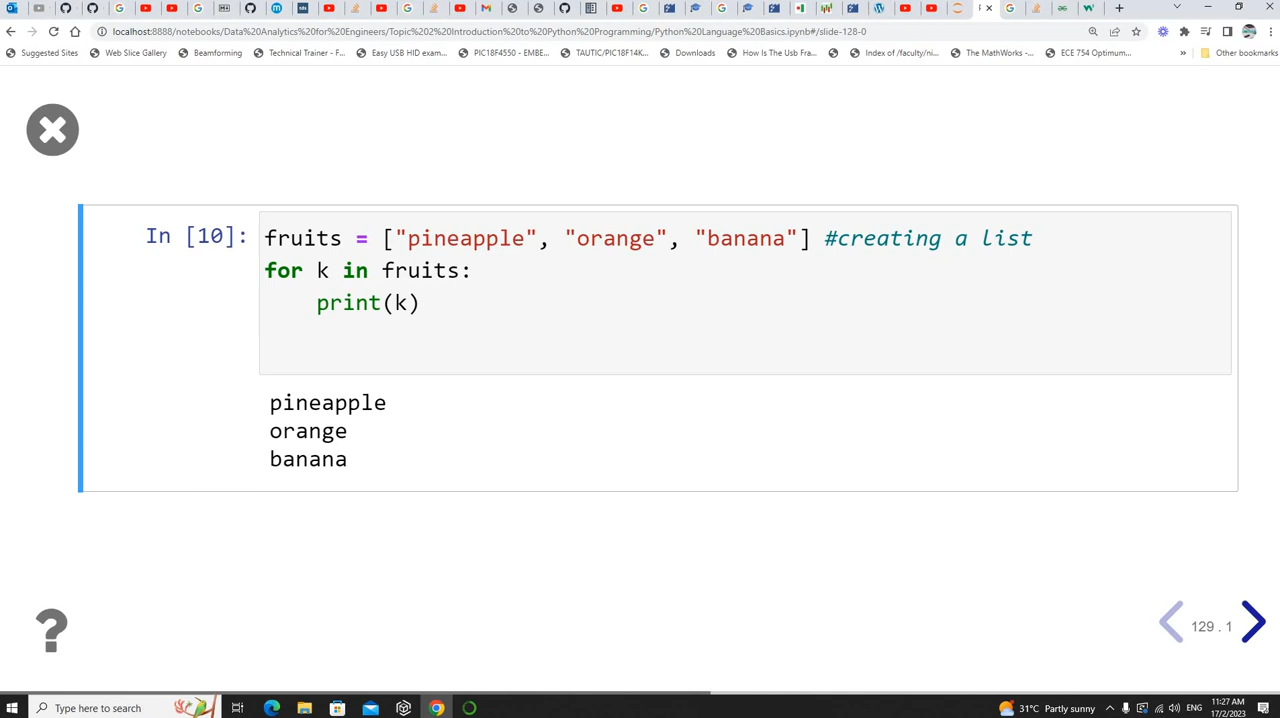 localhost:8888/notebooks/Data%20Analytics%20for%20Engineers/Topic%202%20Introduction%20to%20Python%20Programming/Python%20Language%20Basics.ipynb#/slide-128-0
Suggested Sites
Web Slice Gallery
Beamforming
Technical Trainer - F...
Easy USB HID exam...
PIC18F4550 - EMBE...
TAUTIC/PIC18F14K...
Downloads
How Is The Usb Fra...
Index of /faculty/ni...
The MathWorks -...
ECE 754 Optimum...
»
Other bookmarks
In [10]:
fruits = ["pineapple", "orange", "banana"] #creating a list
for k in fruits:
print(k)
pineapple
orange
banana
?
129 . 1
Type here to search
31°C Partly sunny
ENG
11:27 AM
17/2/2023